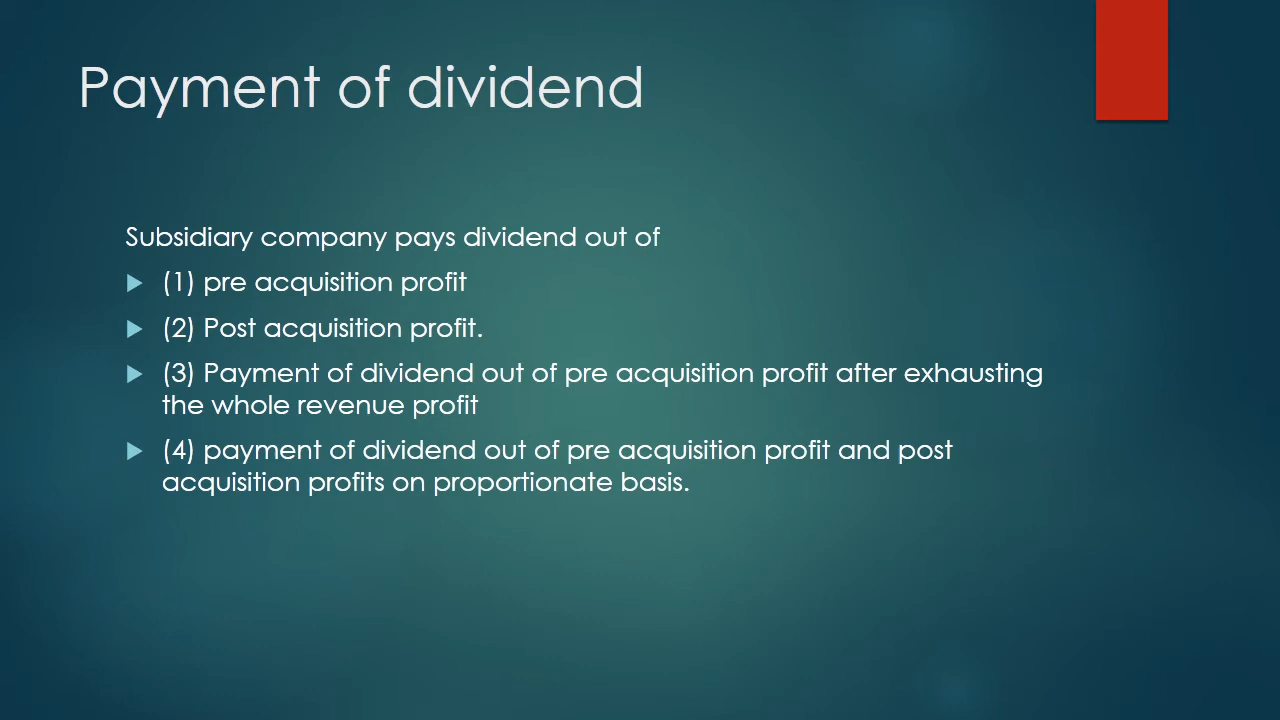 Payment of dividend
Subsidiary company pays dividend out of
(1) pre acquisition profit
(2) Post acquisition profit.
(3) Payment of dividend out of pre acquisition profit after exhausting
the whole revenue profit
(4) payment of dividend out of pre acquisition profit and post
acquisition profits on proportionate basis.